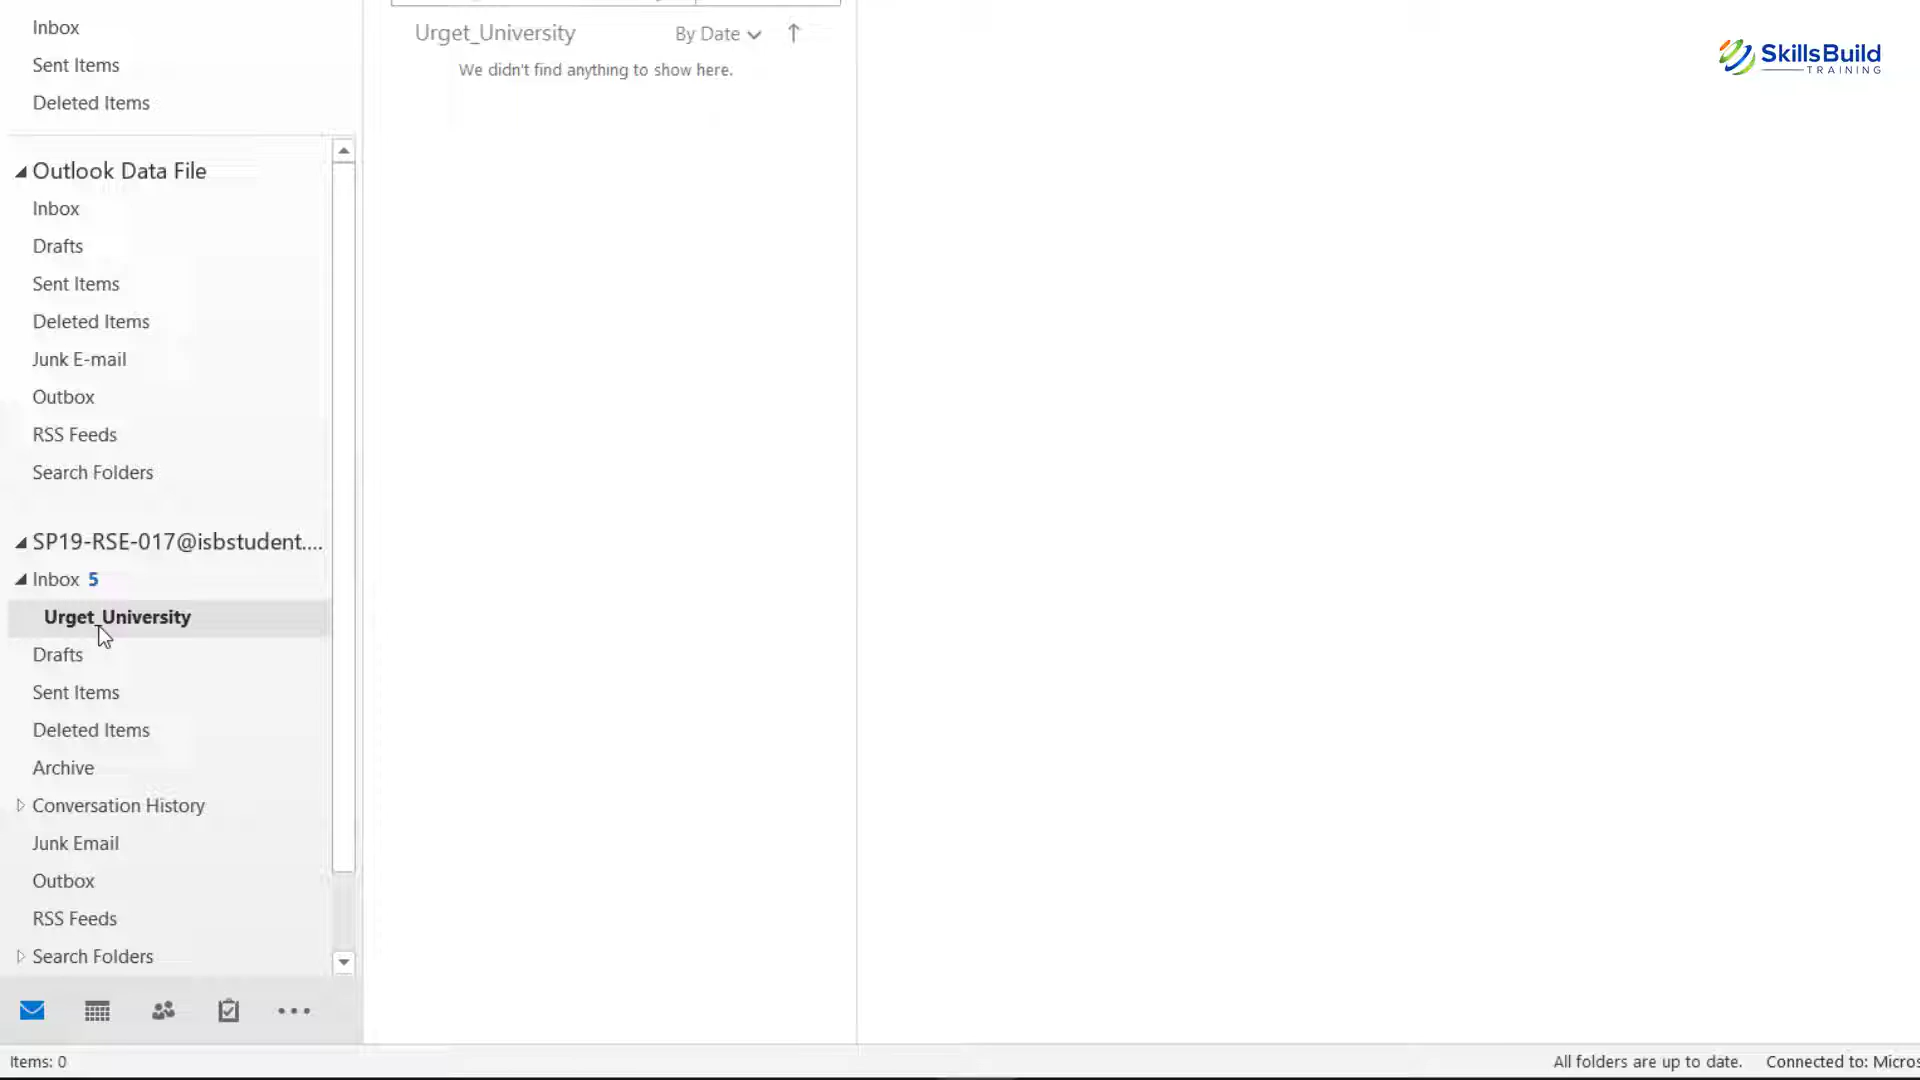 Inbox
Sent Items
Deleted Items
Outlook Data File
Inbox
Drafts
Sent Items
Deleted Items
Junk E-mail
Outbox
RSS Feeds
Search Folders
SP19-RSE-017@isbstudent....
Inbox 5
Urget_University
Drafts
Sent Items
Deleted Items
Archive
Conversation History
Junk Email
Outbox
RSS Feeds
Search Folders
Items: 0
Urget_University By Date
We didn't find anything to show here.
SkillsBuild
TRAINING
All folders are up to date. Connected to: Micros